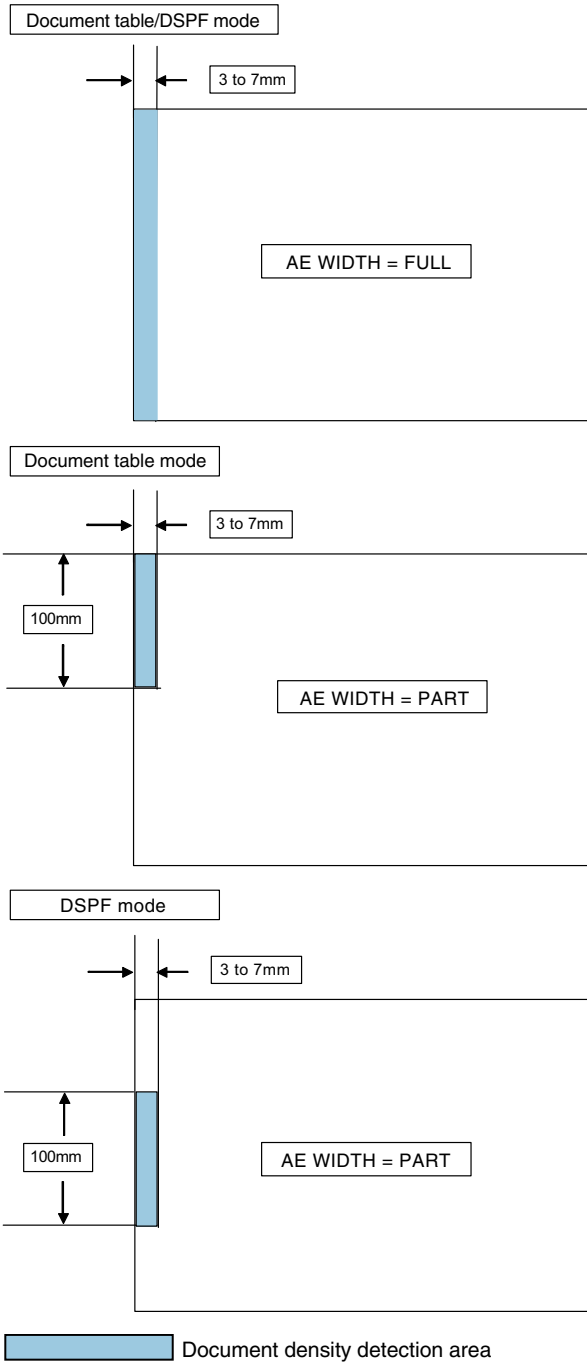 Document table/DSPF mode
3 to 7mm
AE WIDTH = FULL
Document table mode
3 to 7mm
100mm
AE WIDTH = PART
DSPF mode
3 to 7mm
100mm
AE WIDTH = PART
Document density detection area